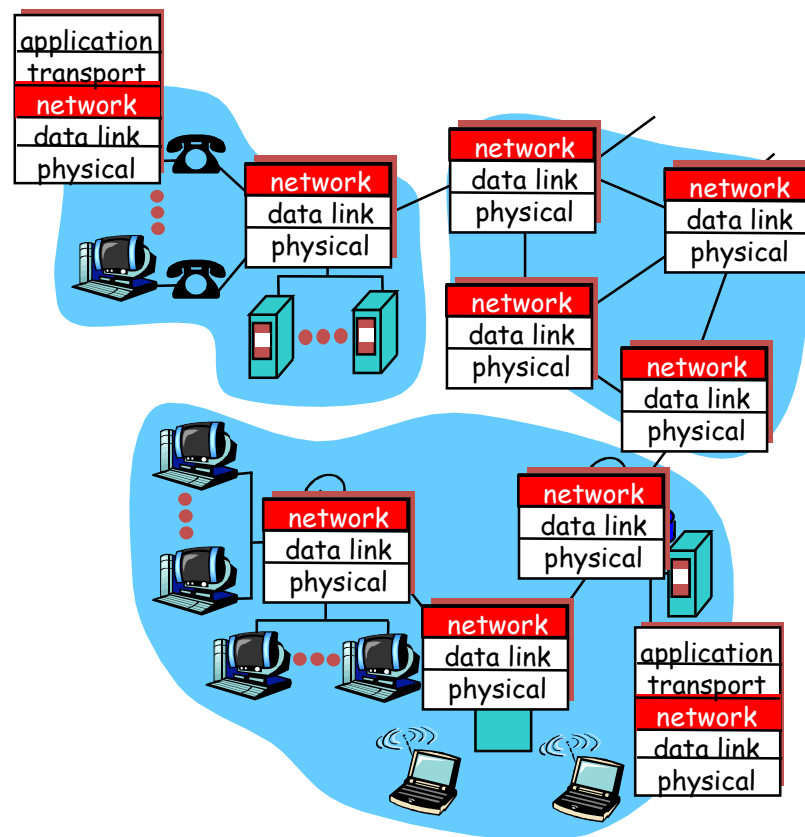 application
transport
network
data link
physical
network
data link
physical
network
data link
physical
network
data link
physical
network
data link
physical
network
data link
physical
network
data link
physical
network
data link
physical
network
data link
physical
application
transport
network
data link
physical